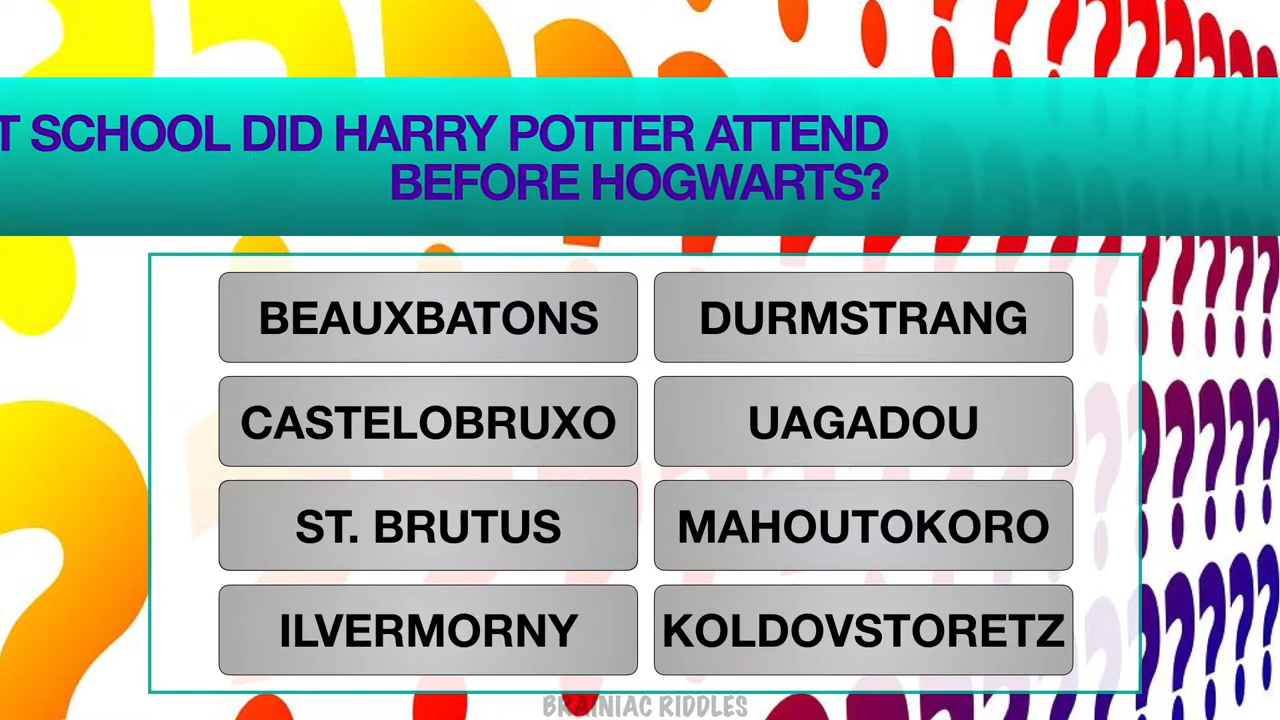 T SCHOOL DID HARRY POTTER ATTEND
BEFORE HOGWARTS?
BEAUXBATONS
DURMSTRANG
CASTELOBRUXO
UAGADOU
ST. BRUTUS
MAHOUTOKORO
ILVERMORNY
KOLDOVSTORETZ
BRAINIAC RIDDLES